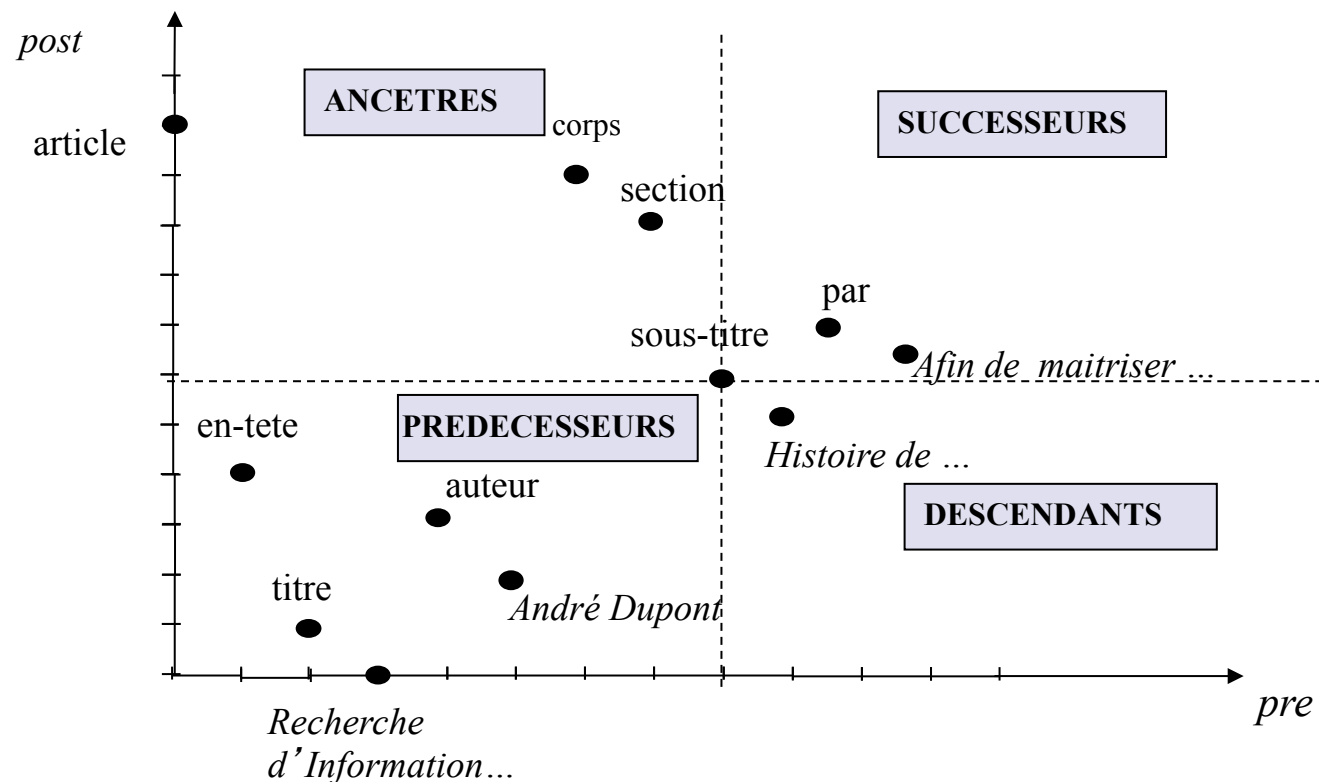 post
ANCETRES
corps
SUCCESSEURS
article
section
par
sous-titre
Afin de maitriser ...
en-tete
PREDECESSEURS
Histoire de ...
auteur
DESCENDANTS
titre
André Dupont
pre
Recherche
d’Information...